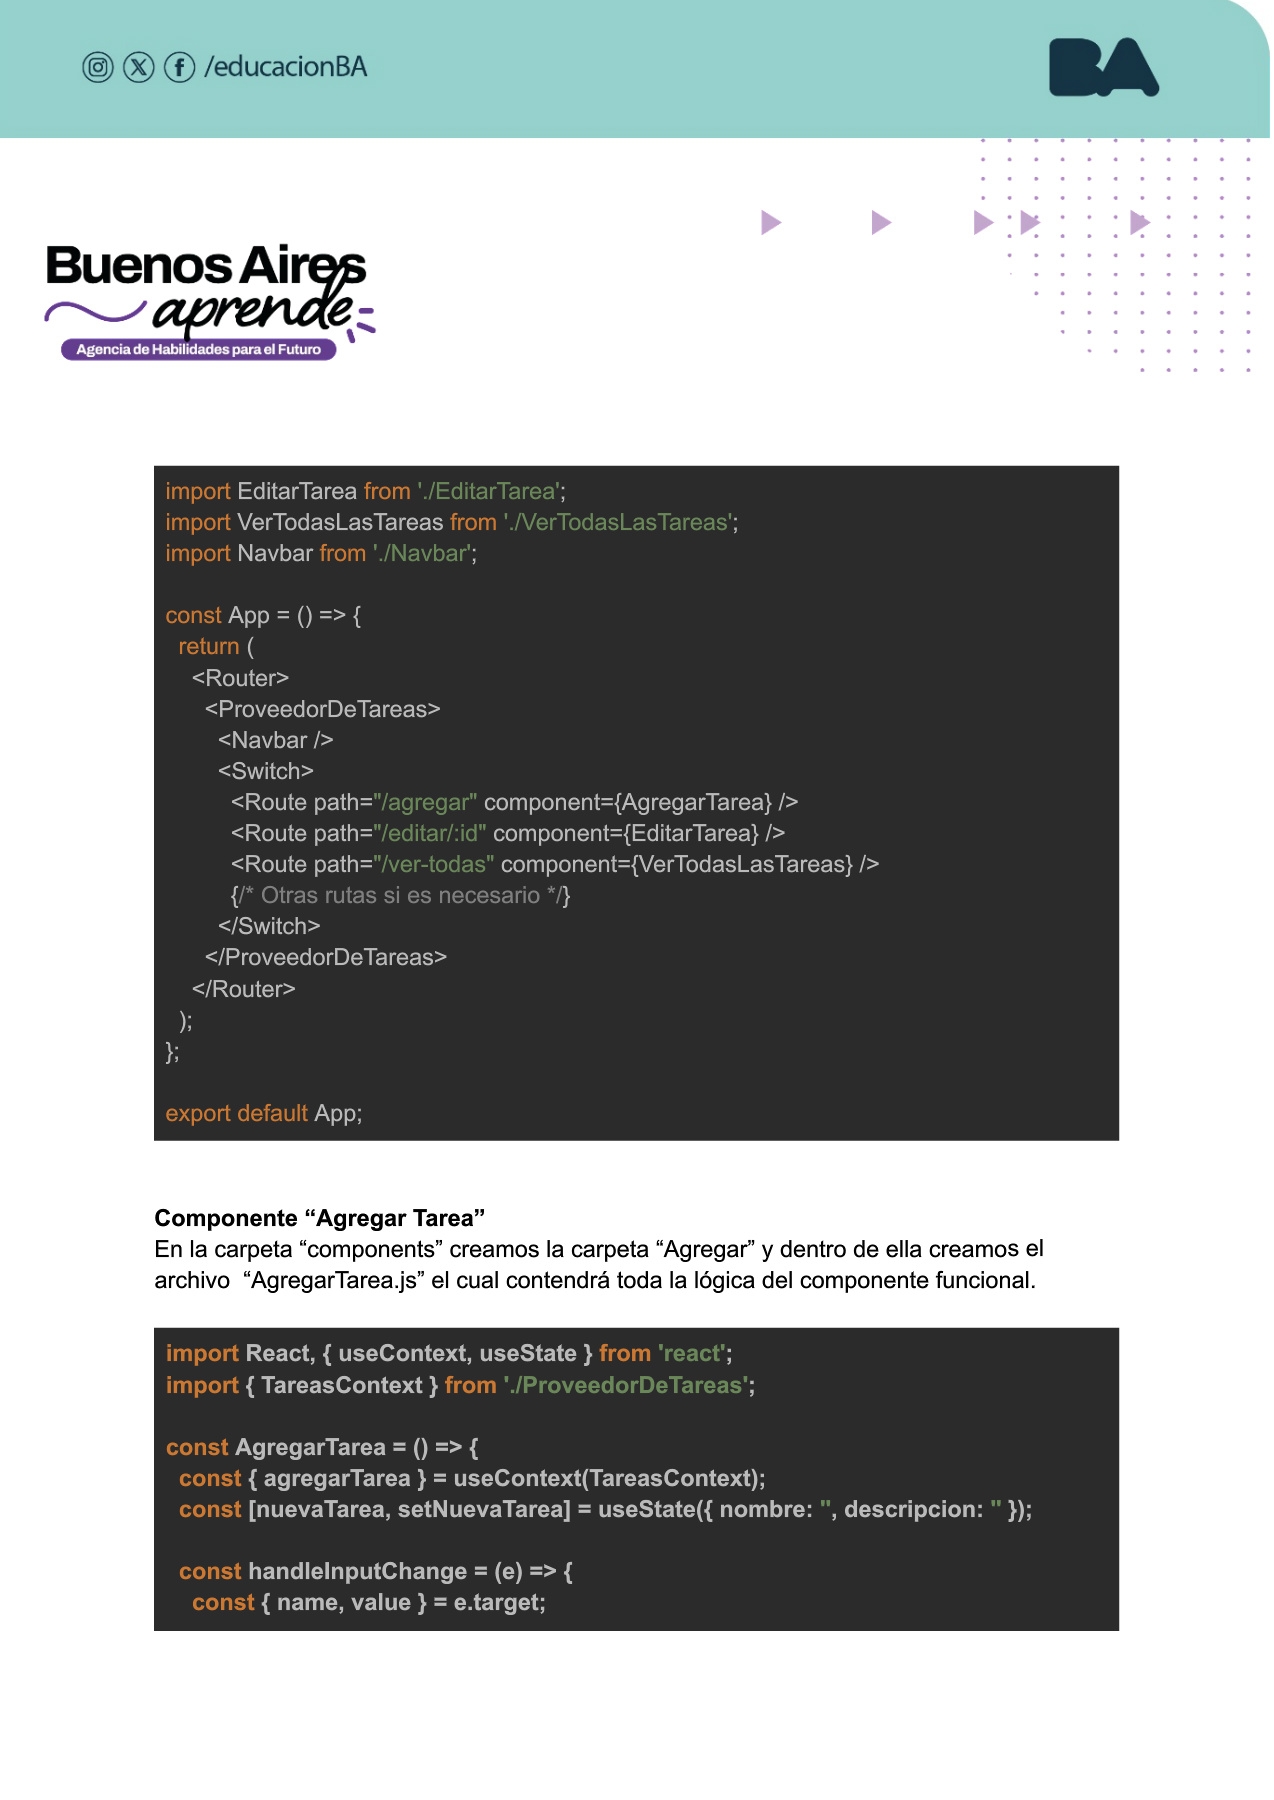 /educacionBA
BA
Buenos Aires
aprende
Agencia de Habilidades para el Futuro
import EditarTarea from './EditarTarea';
import VerTodasLasTareas from './VerTodasLasTareas';
import Navbar from './Navbar';
const App = () => {
  return (
    <Router>
      <ProveedorDeTareas>
        <Navbar />
        <Switch>
          <Route path="/agregar" component={AgregarTarea} />
          <Route path="/editar/:id" component={EditarTarea} />
          <Route path="/ver-todas" component={VerTodasLasTareas} />
          {/* Otras rutas si es necesario */}
        </Switch>
      </ProveedorDeTareas>
    </Router>
  );
};
export default App;
Componente “Agregar Tarea”
En la carpeta “components” creamos la carpeta “Agregar” y dentro de ella creamos el
archivo  “AgregarTarea.js” el cual contendrá toda la lógica del componente funcional.
import React, { useContext, useState } from 'react';
import { TareasContext } from './ProveedorDeTareas';
const AgregarTarea = () => {
  const { agregarTarea } = useContext(TareasContext);
  const [nuevaTarea, setNuevaTarea] = useState({ nombre: '', descripcion: '' });
  const handleInputChange = (e) => {
    const { name, value } = e.target;